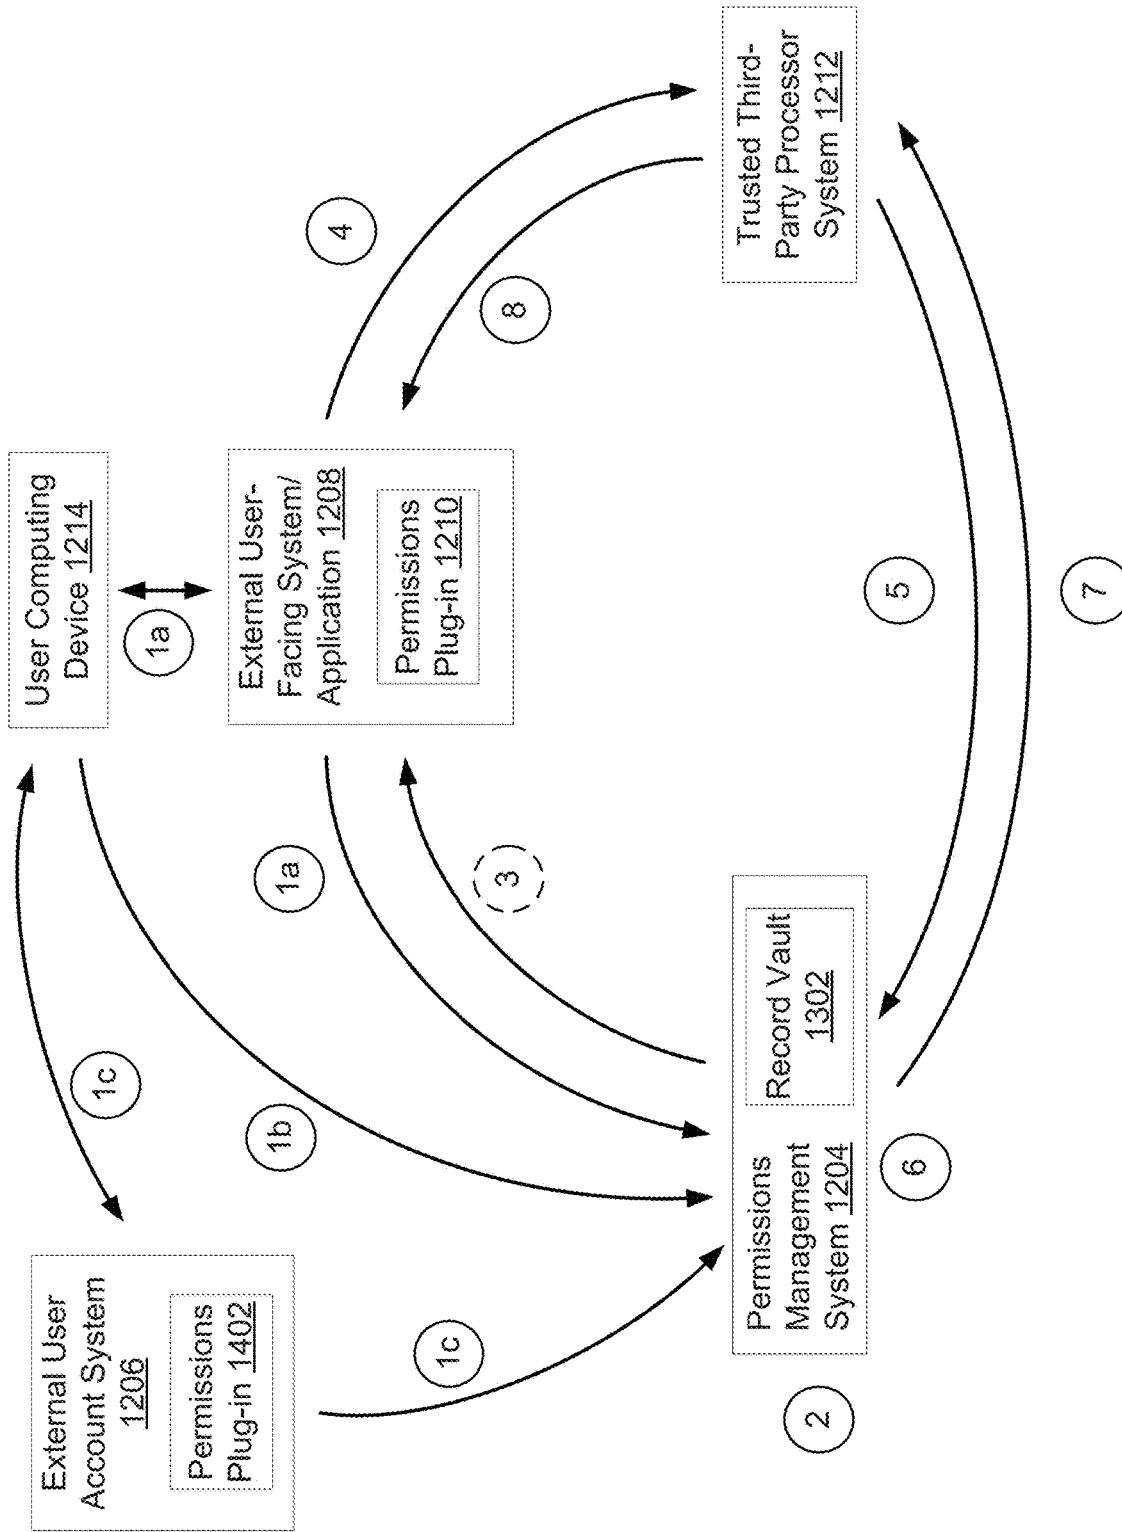 External User
Account System
1206
Permissions
Plug-in 1402
1c
1c
User Computing
Device 1214
1a
1b
1a
External User-
Facing System/
Application 1208
Permissions
Plug-in 1210
3
4
8
Permissions
Management
System 1204
Record Vault
1302
2
6
5
7
Trusted Third-
Party Processor
System 1212